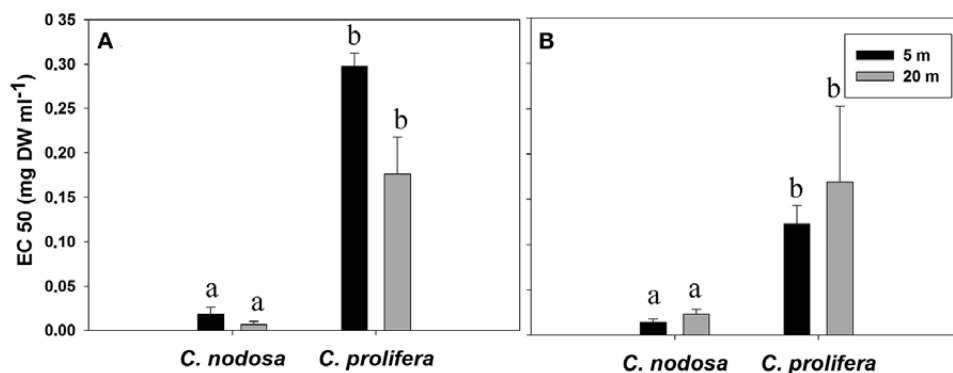 A
B
EC 50 (mg DW ml-1)
0 35
0,30
0,25
0,20
0,15
0,10
0,05
0.00
a
a
b
b
a
a
b
b
5 m
20 m
C. nodosa
C. prolifera
C. nodosa
C. prolifera